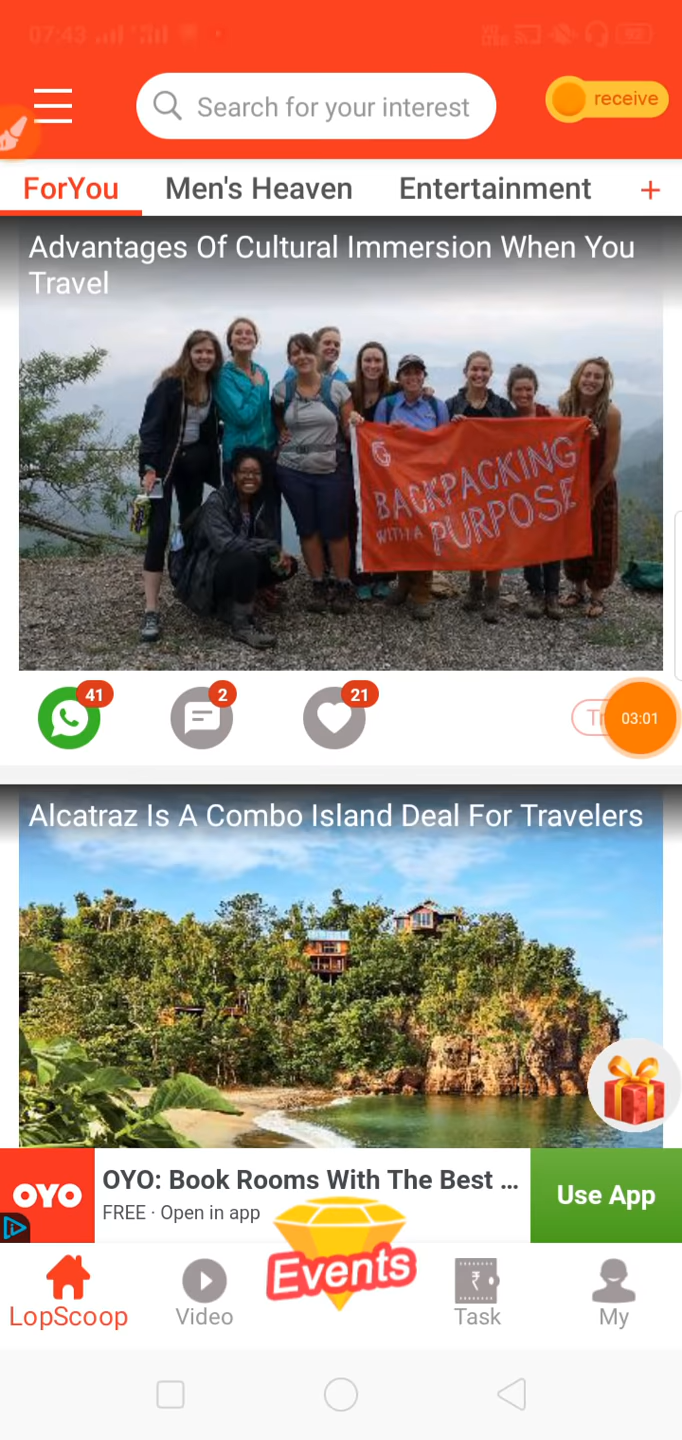 07:43
92
Search for your interest
receive
ForYou
Men's Heaven
Entertainment
+
Advantages Of Cultural Immersion When You
Travel
BACKPACKING
WITH A PURPOSE
41
2
21
03:01
Alcatraz Is A Combo Island Deal For Travelers
OYO
OYO: Book Rooms With The Best ...
FREE · Open in app
Use App
Events
₹
LopScoop
Video
Task
My